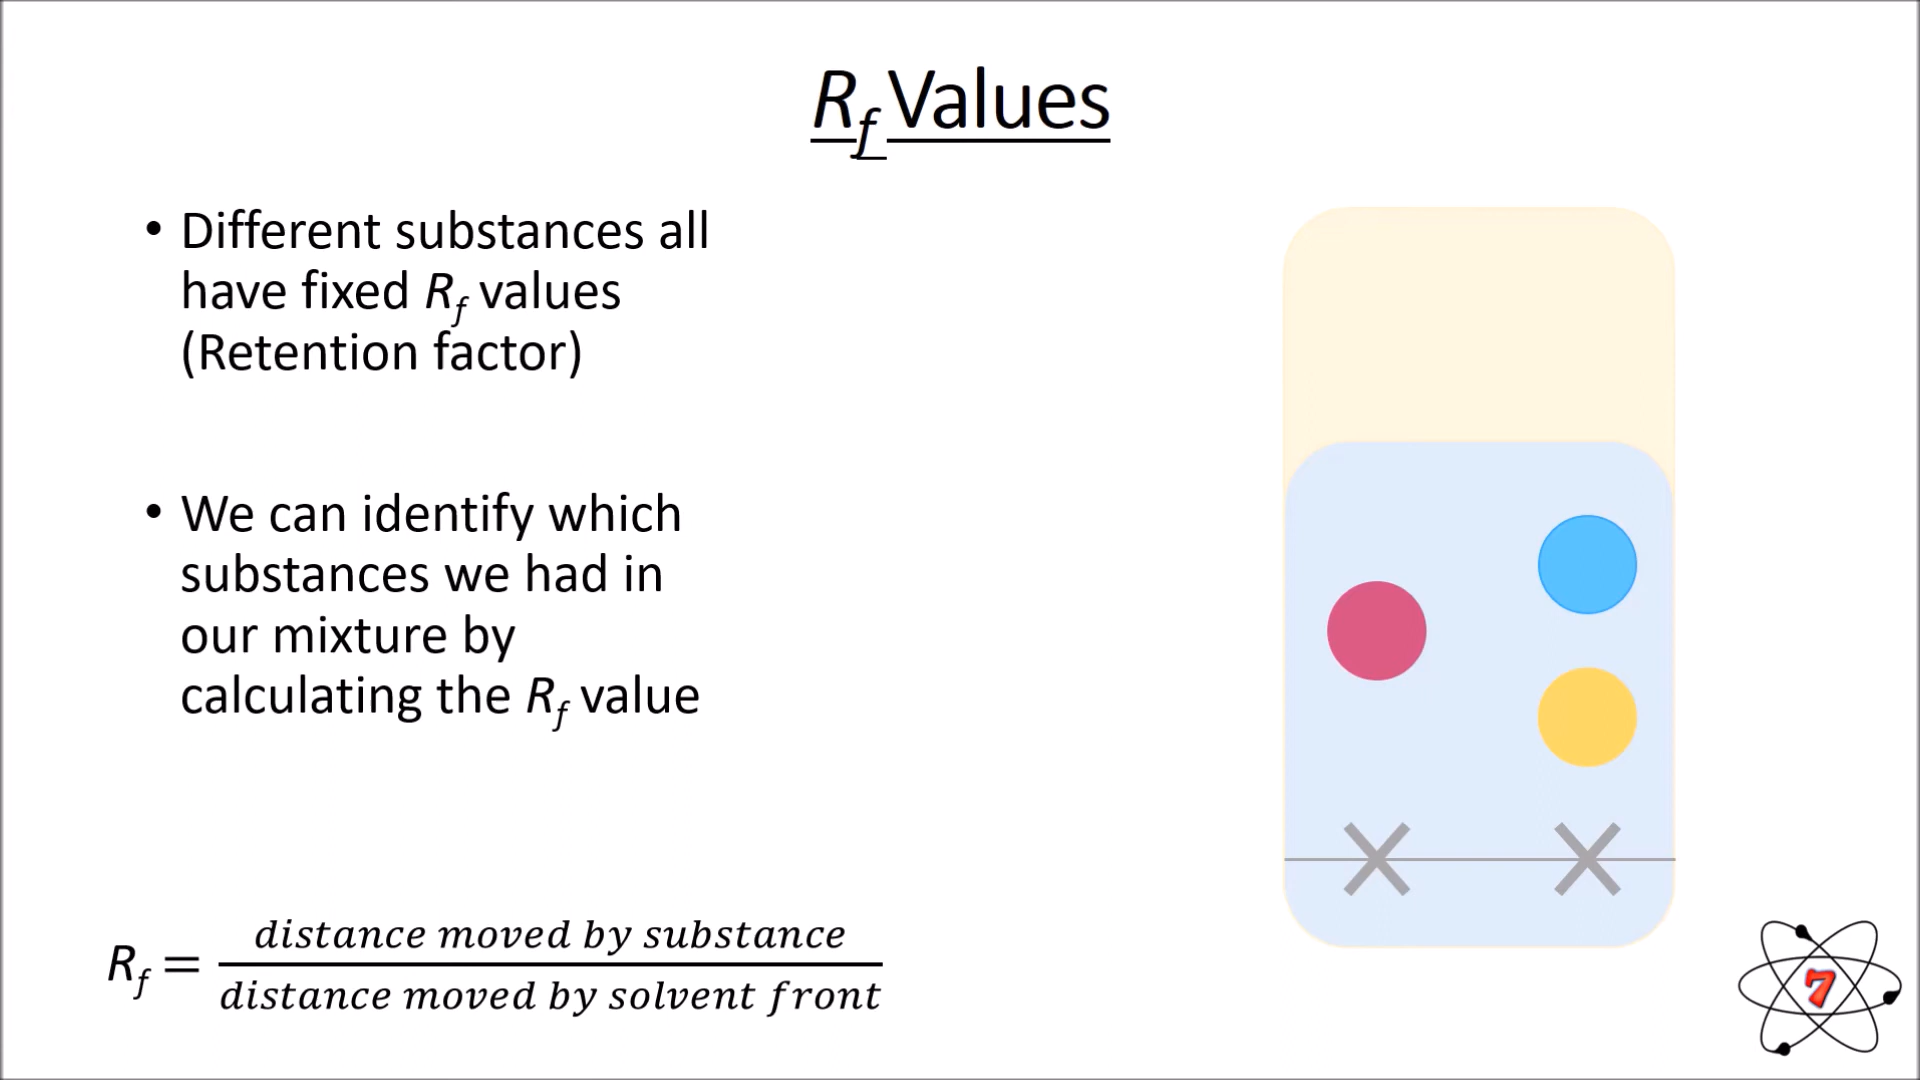 Rf Values
• Different substances all
have fixed Rf values
(Retention factor)
• We can identify which
substances we had in
our mixture by
calculating the Rf value
Rf = distance moved by substance
distance moved by solvent front
7